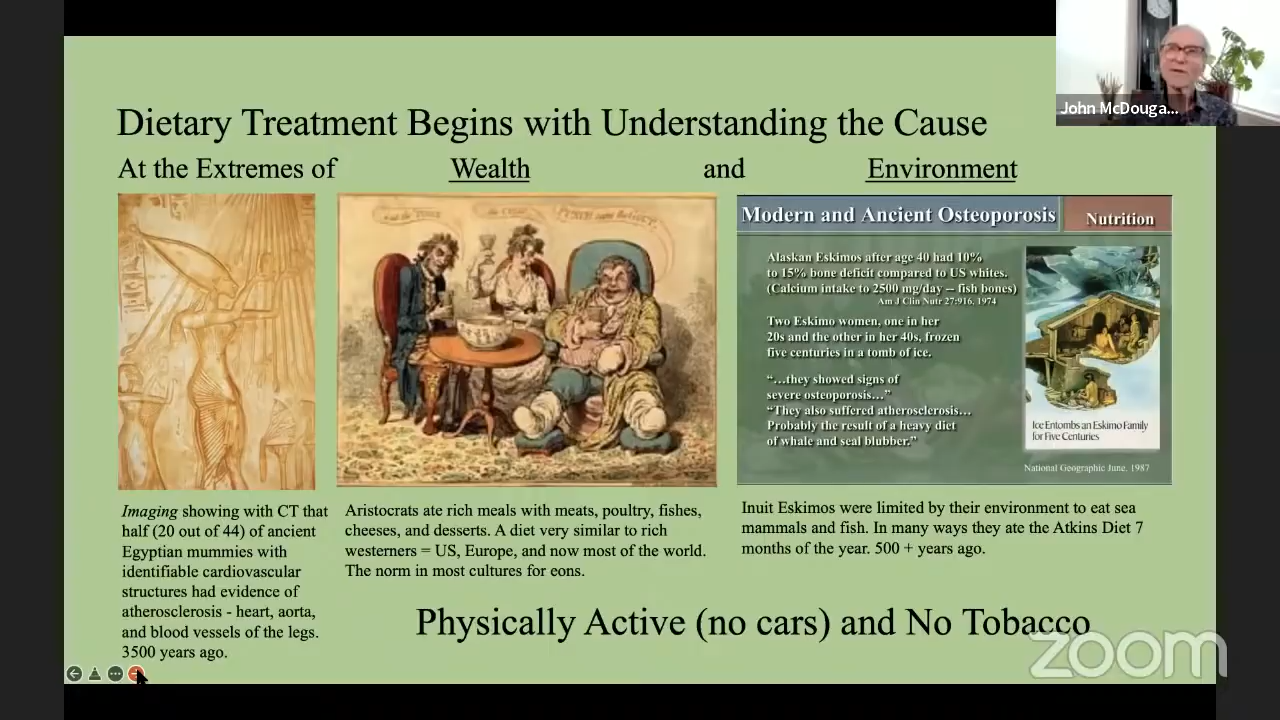 John McDouga...
Dietary Treatment Begins with Understanding the Cause
At the Extremes of Wealth and Environment
Modern and Ancient Osteoporosis
Nutrition
Alaskan Eskimos after age 40 had 10%
to 15% bone deficit compared to US whites.
(Calcium intake to 2500 mg/day – fish bones)
Am J Clin Nutr 27:916, 1974
Two Eskimo women, one in her
20s and the other in her 40s, frozen
five centuries in a tomb of ice.
“…they showed signs of
severe osteoporosis…”
“They also suffered atherosclerosis…
Probably the result of a heavy diet
of whale and seal blubber.”
Ice Entombs an Eskimo Family
for Five Centuries
National Geographic June, 1987
Imaging showing with CT that
half (20 out of 44) of ancient
Egyptian mummies with
identifiable cardiovascular
structures had evidence of
atherosclerosis - heart, aorta,
and blood vessels of the legs.
3500 years ago.
Aristocrats ate rich meals with meats, poultry, fishes,
cheeses, and desserts. A diet very similar to rich
westerners = US, Europe, and now most of the world.
The norm in most cultures for eons.
Inuit Eskimos were limited by their environment to eat sea
mammals and fish. In many ways they ate the Atkins Diet 7
months of the year. 500 + years ago.
Physically Active (no cars) and No Tobacco
zoom